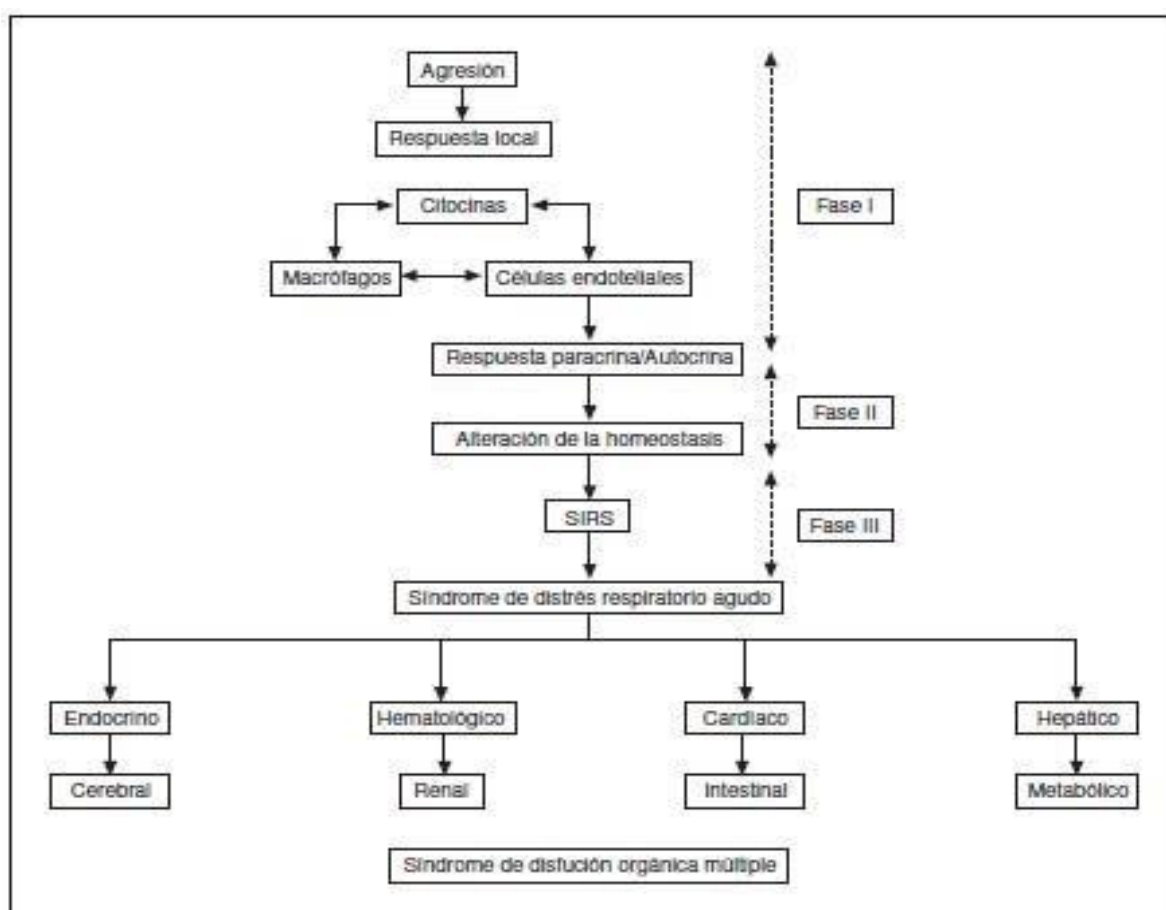 Agresión
Respuesta local
Citocinas
Fase I
Macrófagos
Células endoteliales
Respuesta paracrina/Autocrina
Fase II
Alteración de la homeostasis
SIRS
Fase III
Síndrome de distrés respiratorio agudo
Endocrino
Hematológico
Cardíaco
Hepático
Cerebral
Renal
Intestinal
Metabólico
Síndrome de disfución orgánica múltiple